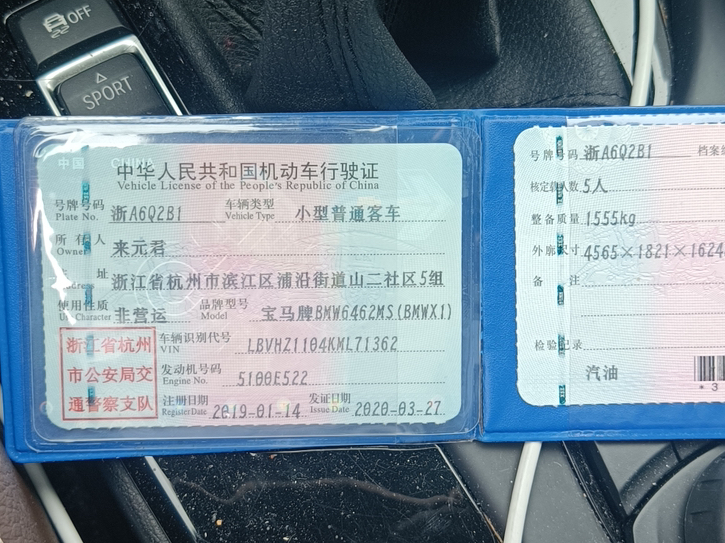 OFF
SPORT
中国 CHINA
中华人民共和国机动车行驶证
Vehicle License of the People's Republic of China
号牌号码 浙A6Q2B1 车辆类型 小型普通客车
Plate No. Vehicle Type
所有人 来元君
Owner
址 浙江省杭州市滨江区浦沿街道山二社区5组
Address
使用性质 非营运 品牌型号 宝马牌BMW6462MS(BMWX1)
Use Character Model
浙江省杭州
市公安局交
通警察支队
车辆识别代号 LBVHZ1104KML71362
VIN
发动机号码 5100E522
Engine No.
注册日期 2019-01-14 发证日期 2020-03-27
Register Date Issue Date
号牌号码 浙A6Q2B1 档案编
核定载人数 5人
整备质量 1555kg
外廓尺寸 4565×1821×1624
备注
检验记录
汽油
*3